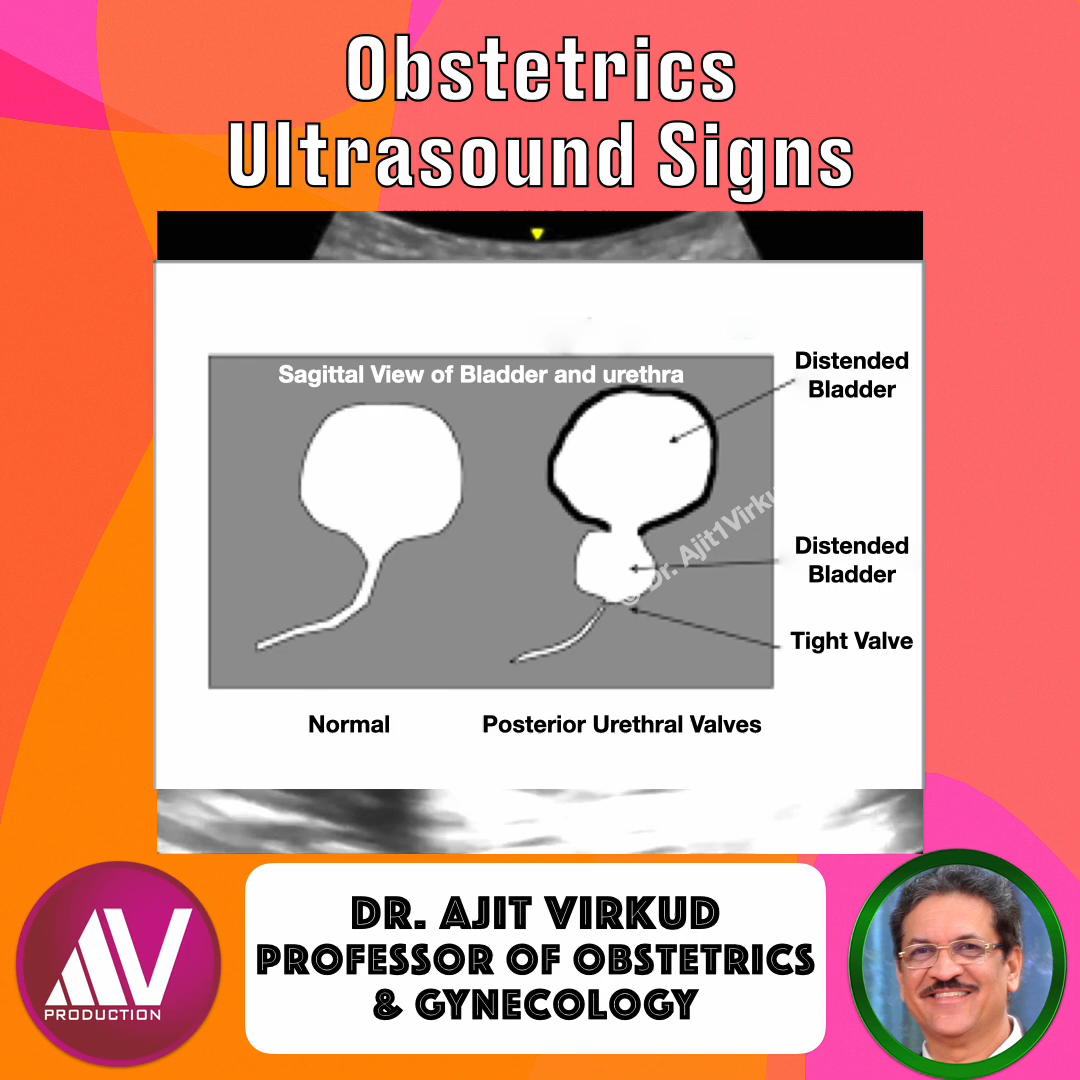 Obstetrics
Ultrasound Signs
Sagittal View of Bladder and urethra
Distended
Bladder
Distended
Bladder
Tight Valve
© Dr. Ajit1Virku
Normal
Posterior Urethral Valves
AV
PRODUCTION
DR. AJIT VIRKUD
PROFESSOR OF OBSTETRICS
& GYNECOLOGY